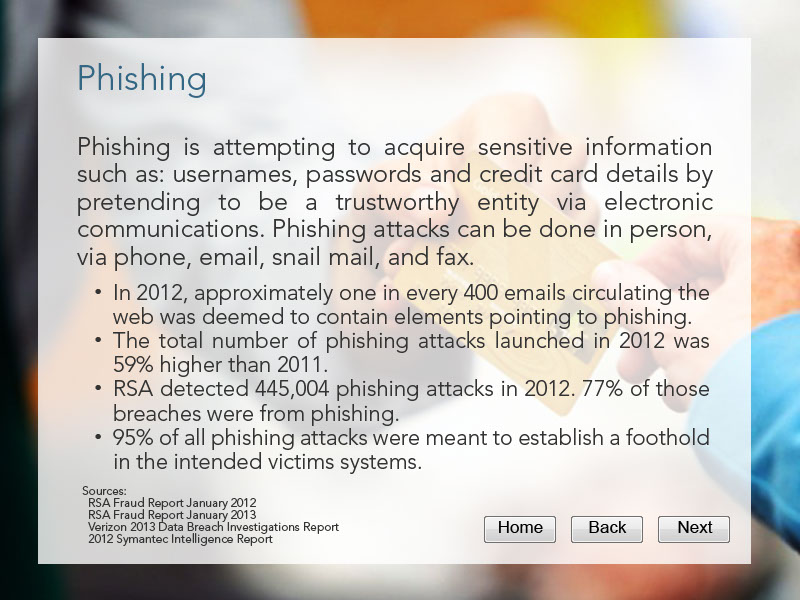 Phishing
Phishing is attempting to acquire sensitive information
such as: usernames, passwords and credit card details by
pretending to be a trustworthy entity via electronic
communications. Phishing attacks can be done in person,
via phone, email, snail mail, and fax.
• In 2012, approximately one in every 400 emails circulating the
web was deemed to contain elements pointing to phishing.
• The total number of phishing attacks launched in 2012 was
59% higher than 2011.
• RSA detected 445,004 phishing attacks in 2012. 77% of those
breaches were from phishing.
• 95% of all phishing attacks were meant to establish a foothold
in the intended victims systems.
Sources:
RSA Fraud Report January 2012
RSA Fraud Report January 2013
Verizon 2013 Data Breach Investigations Report
2012 Symantec Intelligence Report
Home Back Next